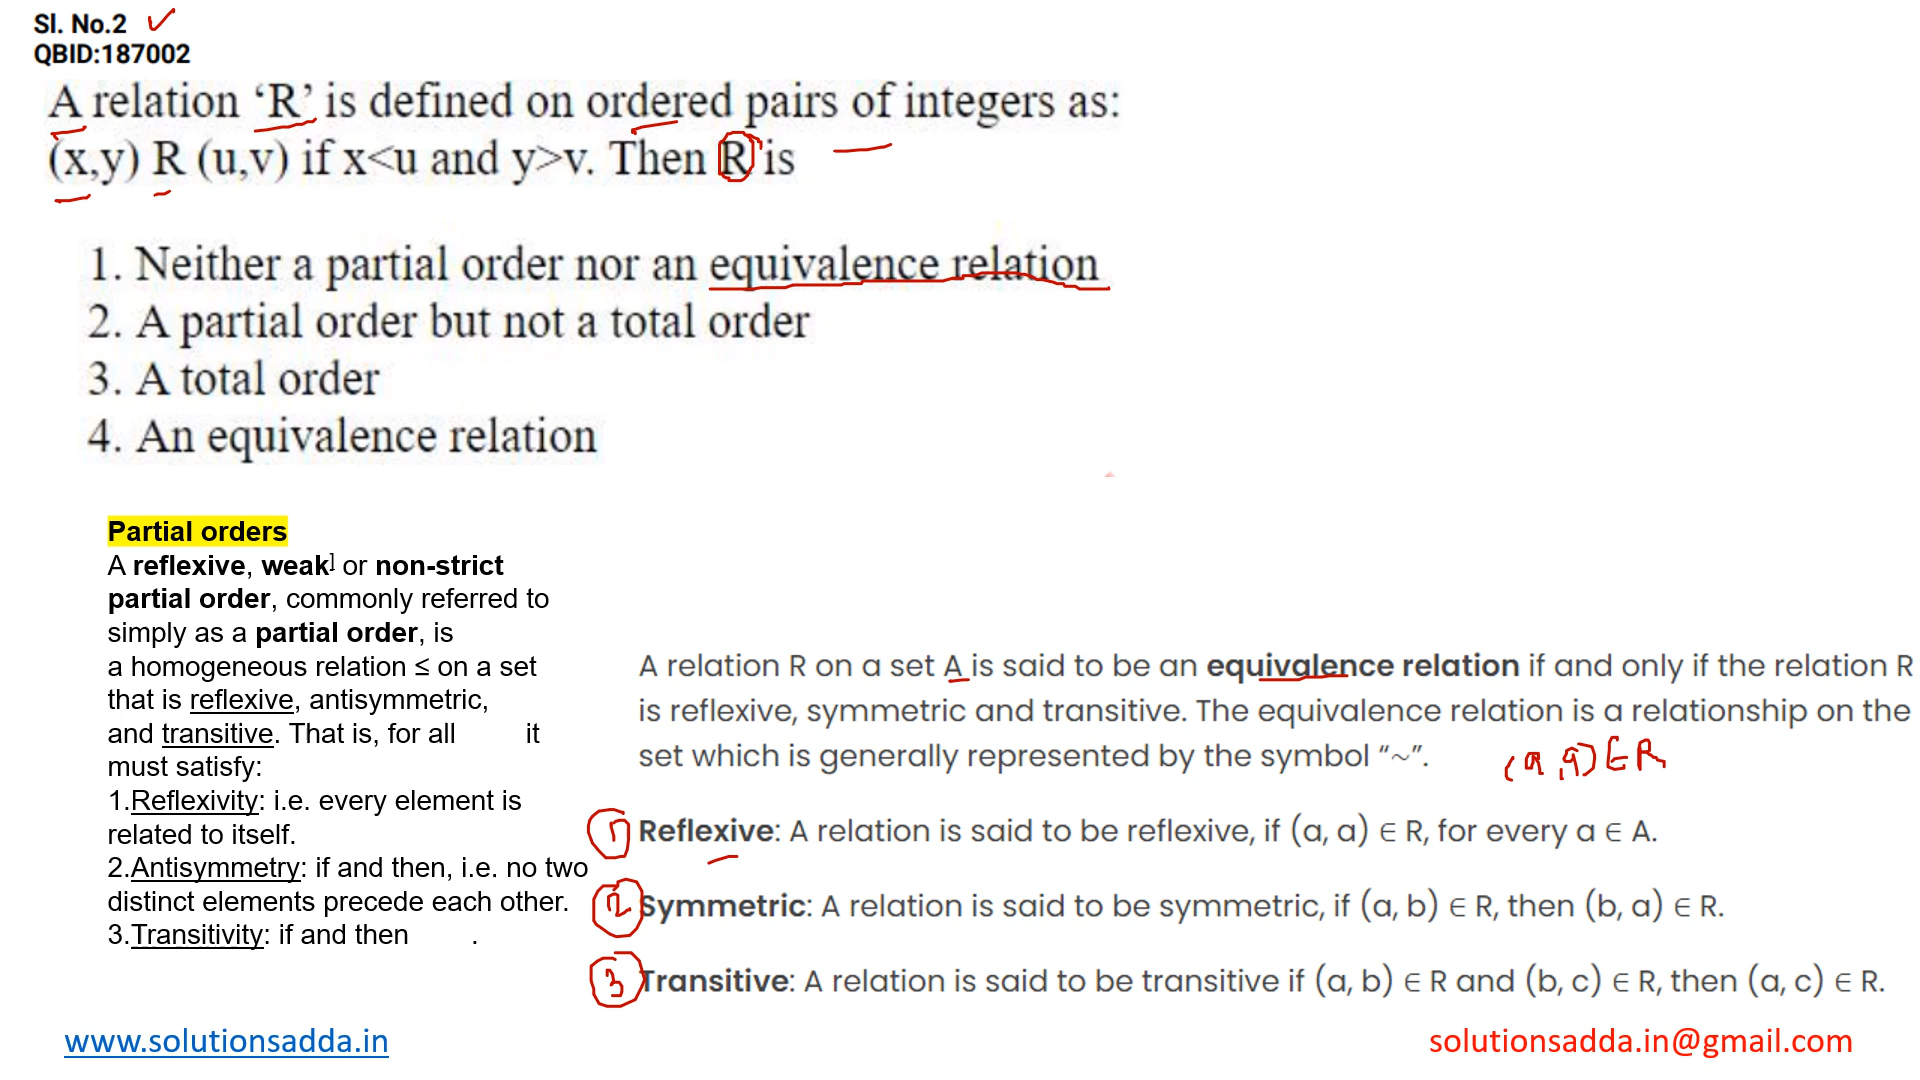 Sl. No.2
QBID:187002
A relation ‘R’ is defined on ordered pairs of integers as:
(x,y) R (u,v) if x<u and y>v. Then R is
1. Neither a partial order nor an equivalence relation
2. A partial order but not a total order
3. A total order
4. An equivalence relation
Partial orders
A reflexive, weak] or non-strict
partial order, commonly referred to
simply as a partial order, is
a homogeneous relation ≤ on a set
that is reflexive, antisymmetric,
and transitive. That is, for all it
must satisfy:
1.Reflexivity: i.e. every element is
related to itself.
2.Antisymmetry: if and then, i.e. no two
distinct elements precede each other.
3.Transitivity: if and then .
A relation R on a set A is said to be an equivalence relation if and only if the relation R
is reflexive, symmetric and transitive. The equivalence relation is a relationship on the
set which is generally represented by the symbol “~”.
(a,a) ∈ R
1 Reflexive: A relation is said to be reflexive, if (a, a) ∈ R, for every a ∈ A.
2 Symmetric: A relation is said to be symmetric, if (a, b) ∈ R, then (b, a) ∈ R.
3 Transitive: A relation is said to be transitive if (a, b) ∈ R and (b, c) ∈ R, then (a, c) ∈ R.
www.solutionsadda.in
solutionsadda.in@gmail.com